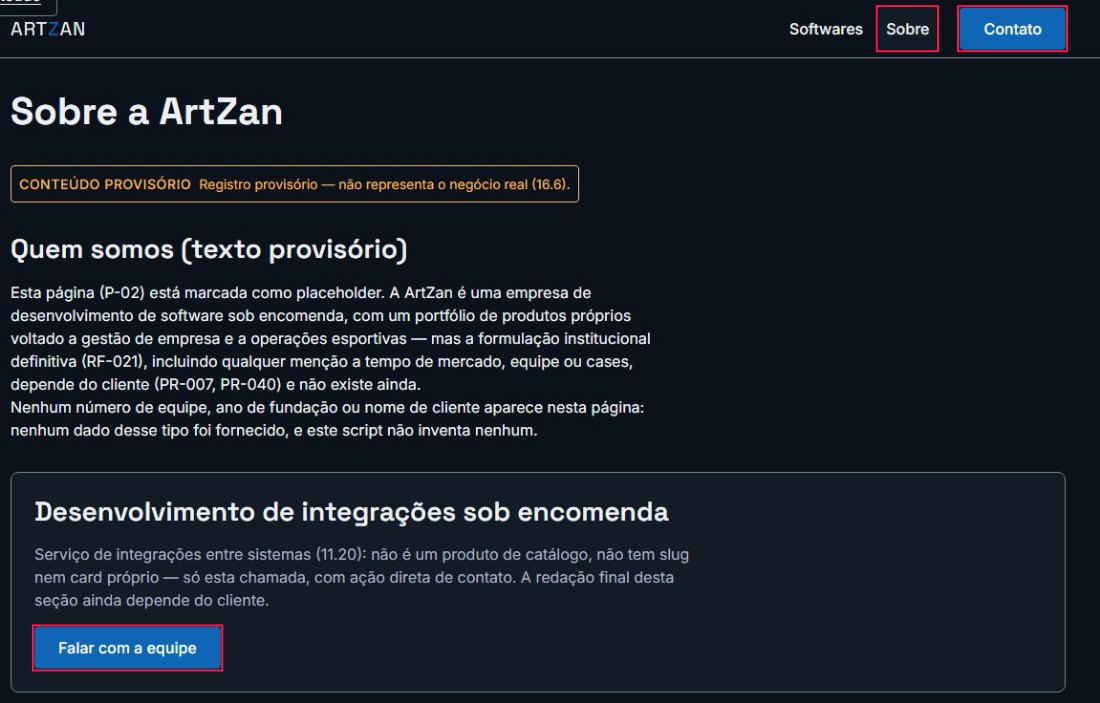 ARTZAN
Softwares
Sobre
Contato
Sobre a ArtZan
CONTEÚDO PROVISÓRIO Registro provisório — não representa o negócio real (16.6).
Quem somos (texto provisório)
Esta página (P-02) está marcada como placeholder. A ArtZan é uma empresa de
desenvolvimento de software sob encomenda, com um portfólio de produtos próprios
voltado a gestão de empresa e a operações esportivas — mas a formulação institucional
definitiva (RF-021), incluindo qualquer menção a tempo de mercado, equipe ou cases,
depende do cliente (PR-007, PR-040) e não existe ainda.
Nenhum número de equipe, ano de fundação ou nome de cliente aparece nesta página:
nenhum dado desse tipo foi fornecido, e este script não inventa nenhum.
Desenvolvimento de integrações sob encomenda
Serviço de integrações entre sistemas (11.20): não é um produto de catálogo, não tem slug
nem card próprio — só esta chamada, com ação direta de contato. A redação final desta
seção ainda depende do cliente.
Falar com a equipe